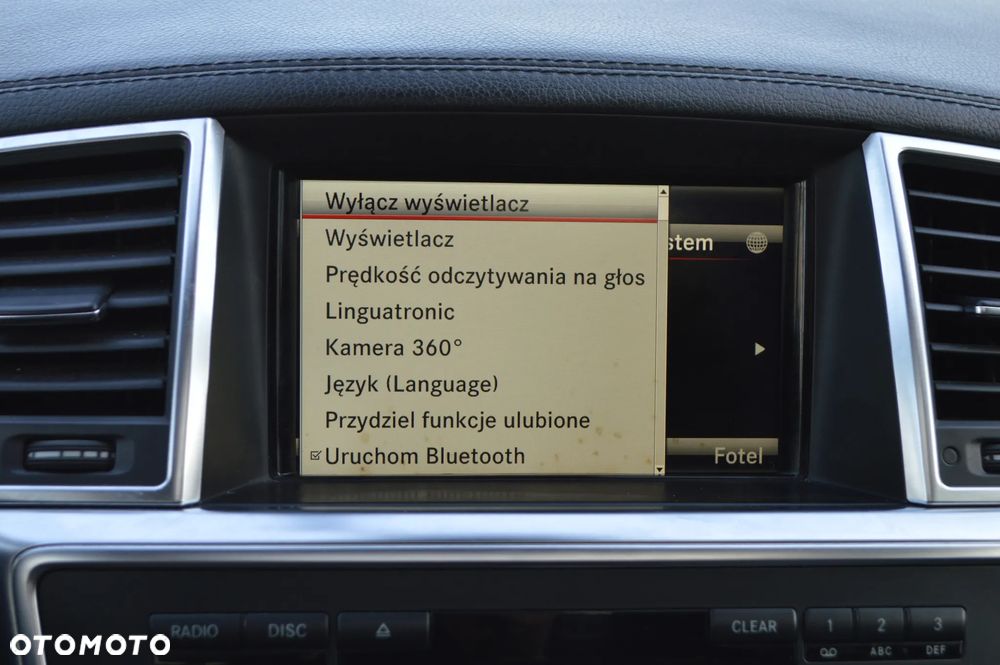 Wyłącz wyświetlacz
Wyświetlacz
stem
Prędkość odczytywania na głos
Linguatronic
Kamera 360°
Język (Language)
Przydziel funkcje ulubione
Uruchom Bluetooth
Fotel
RADIO
DISC
CLEAR
1
2
3
ABC
DEF
OTOMOTO